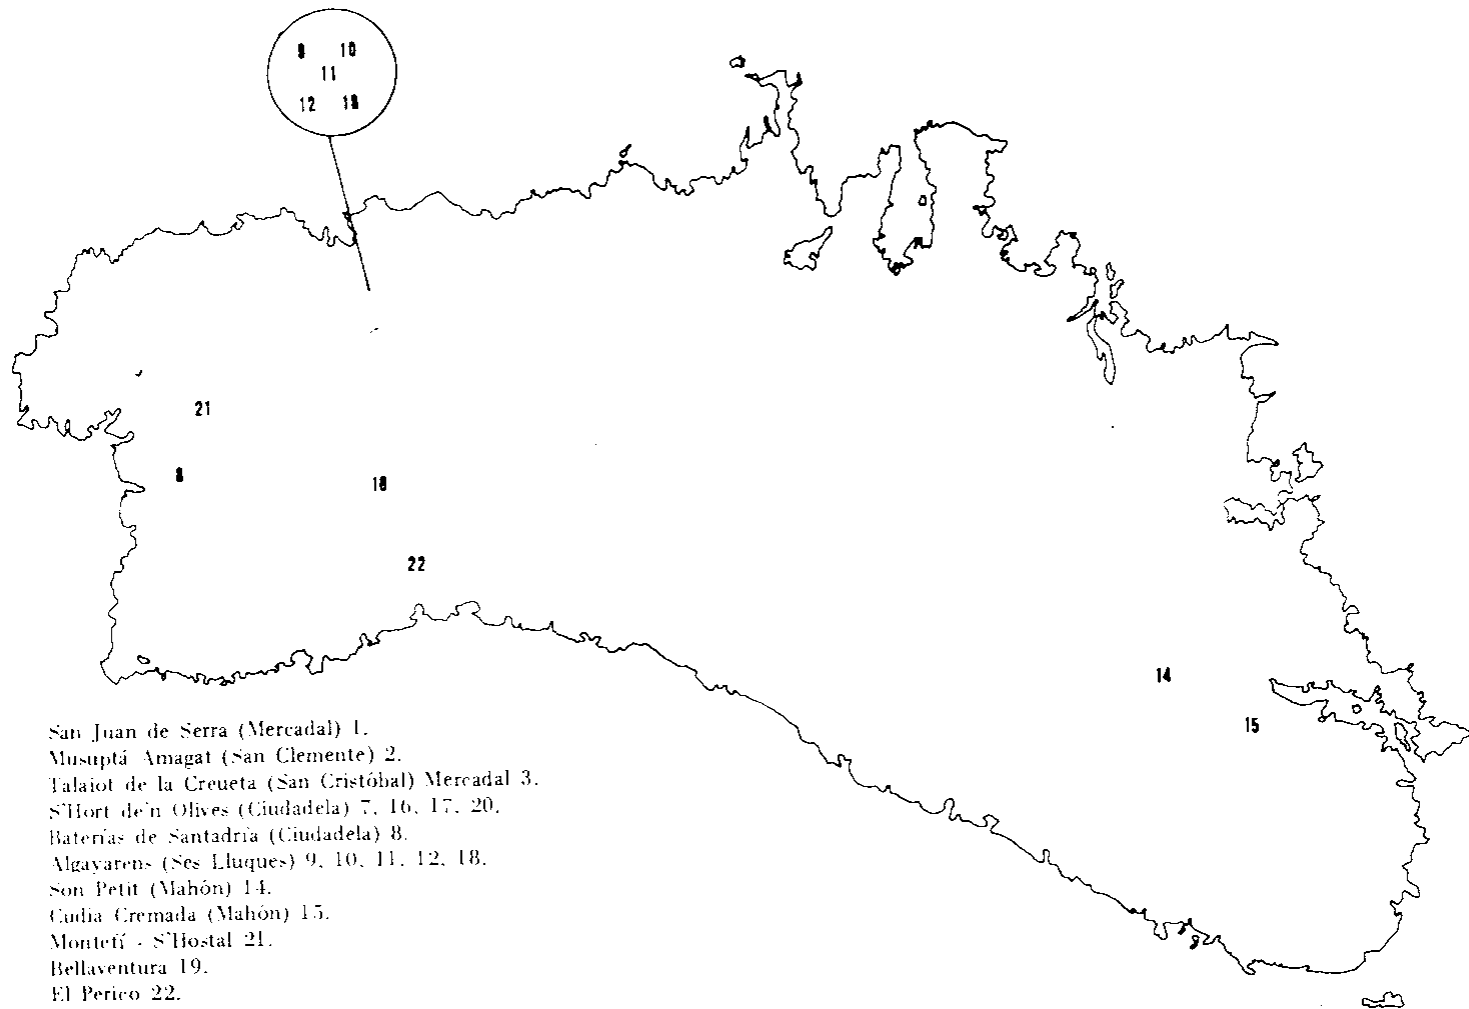 9 10
11
12 18
21
8
19
22
14
15
San Juan de Serra (Mercadal) 1.
Musuptá Amagat (San Clemente) 2.
Talaiot de la Creueta (San Cristóbal) Mercadal 3.
S'Hort de'n Olives (Ciudadela) 7, 16, 17, 20.
Baterías de Santadría (Ciudadela) 8.
Algayarens (Ses Lluques) 9, 10, 11, 12, 18.
Son Petit (Mahón) 14.
Cudia Cremada (Mahón) 15.
Montefí - S'Hostal 21.
Bellaventura 19.
El Perico 22.